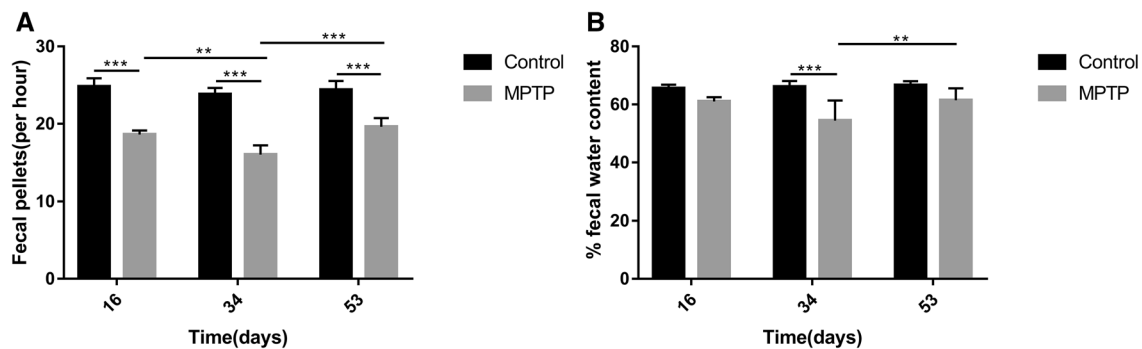 A
Fecal pellets(per hour)
30
20
10
0
***
**
***
***
***
16
34
53
Time(days)
Control
MPTP
B
% fecal water content
80
60
40
20
0
***
**
16
34
53
Time(days)
Control
MPTP